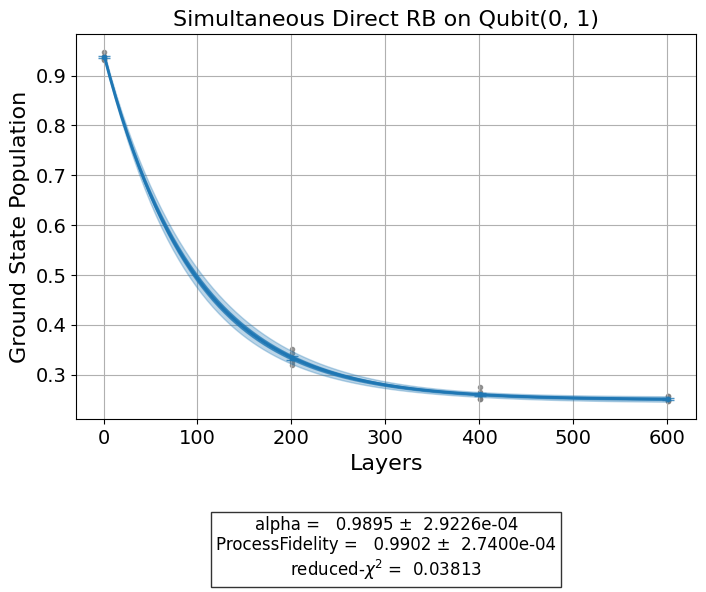 Simultaneous Direct RB on Qubit(0, 1)
Ground State Population
0.9
0.8
0.7
0.6
0.5
0.4
0.3
0 100 200 300 400 500 600
Layers
alpha = 0.9895 ± 2.9226e-04
ProcessFidelity = 0.9902 ± 2.7400e-04
reduced-χ² = 0.03813